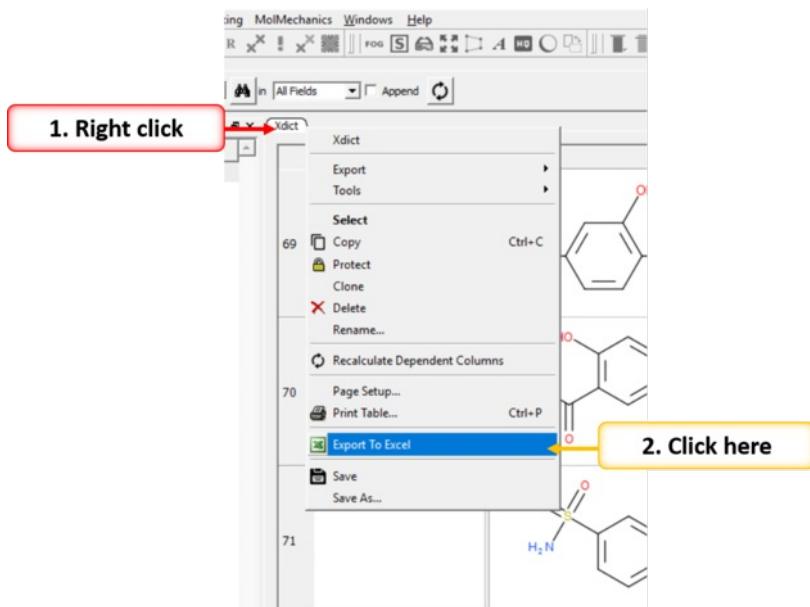 MolMechanics Windows Help
R FOG S A HQ
in All Fields Append
1. Right click
Xdict
Xdict
Export
Tools
Select
69
Copy Ctrl+C
Protect
Clone
Delete
Rename...
Recalculate Dependent Columns
70
Page Setup...
Print Table... Ctrl+P
O
Export To Excel
2. Click here
Save
Save As...
O
O
S
71
H2N